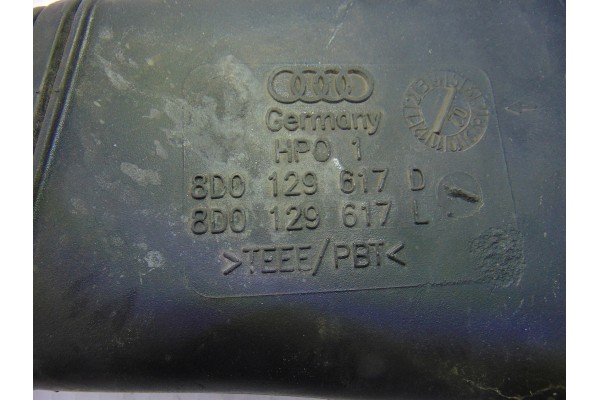 Germany
HPO 1
8D0 129 617 D
8D0 129 617 L
>TEEE/PBT<